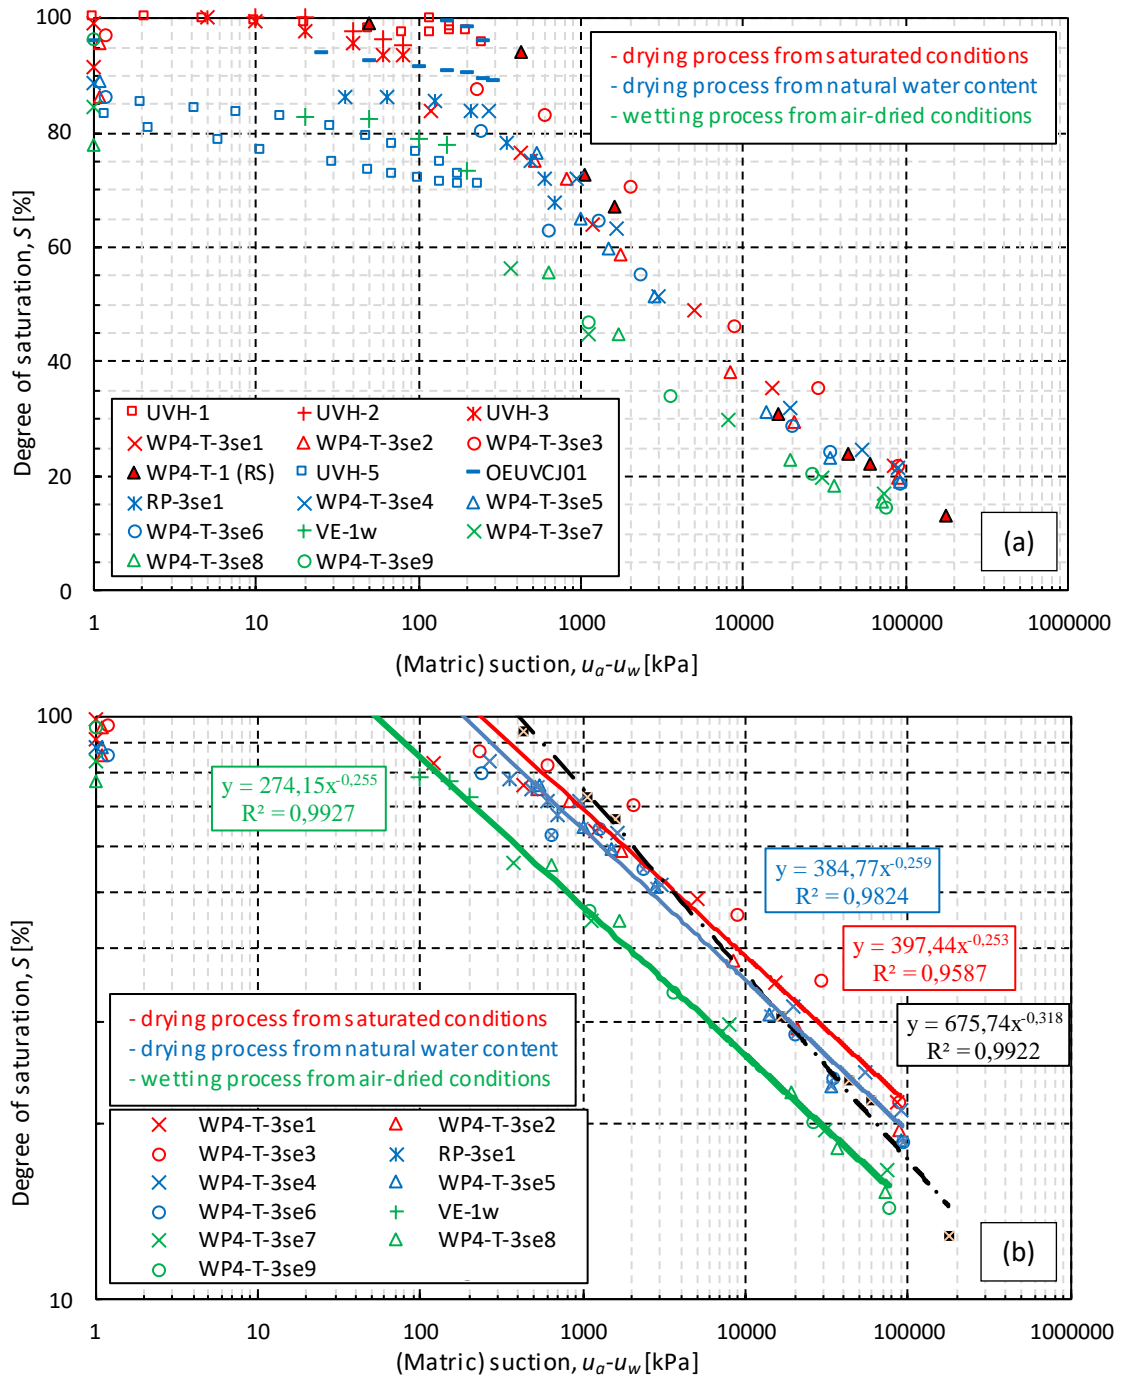 100
80
60
40
20
0
Degree of saturation, S [%]
- drying process from saturated conditions
- drying process from natural water content
- wetting process from air-dried conditions
UVH-1 UVH-2 UVH-3
WP4-T-3se1 WP4-T-3se2 WP4-T-3se3
WP4-T-1 (RS) UVH-5 OEUVCJ01
RP-3se1 WP4-T-3se4 WP4-T-3se5
WP4-T-3se6 VE-1w WP4-T-3se7
WP4-T-3se8 WP4-T-3se9
(a)
1 10 100 1000 10000 100000 1000000
(Matric) suction, ua-uw [kPa]
100
10
Degree of saturation, S [%]
y = 274,15x-0,255
R² = 0,9927
y = 384,77x-0,259
R² = 0,9824
y = 397,44x-0,253
R² = 0,9587
y = 675,74x-0,318
R² = 0,9922
- drying process from saturated conditions
- drying process from natural water content
- wetting process from air-dried conditions
WP4-T-3se1 WP4-T-3se2
WP4-T-3se3 RP-3se1
WP4-T-3se4 WP4-T-3se5
WP4-T-3se6 VE-1w
WP4-T-3se7 WP4-T-3se8
WP4-T-3se9
(b)
1 10 100 1000 10000 100000 1000000
(Matric) suction, ua-uw [kPa]